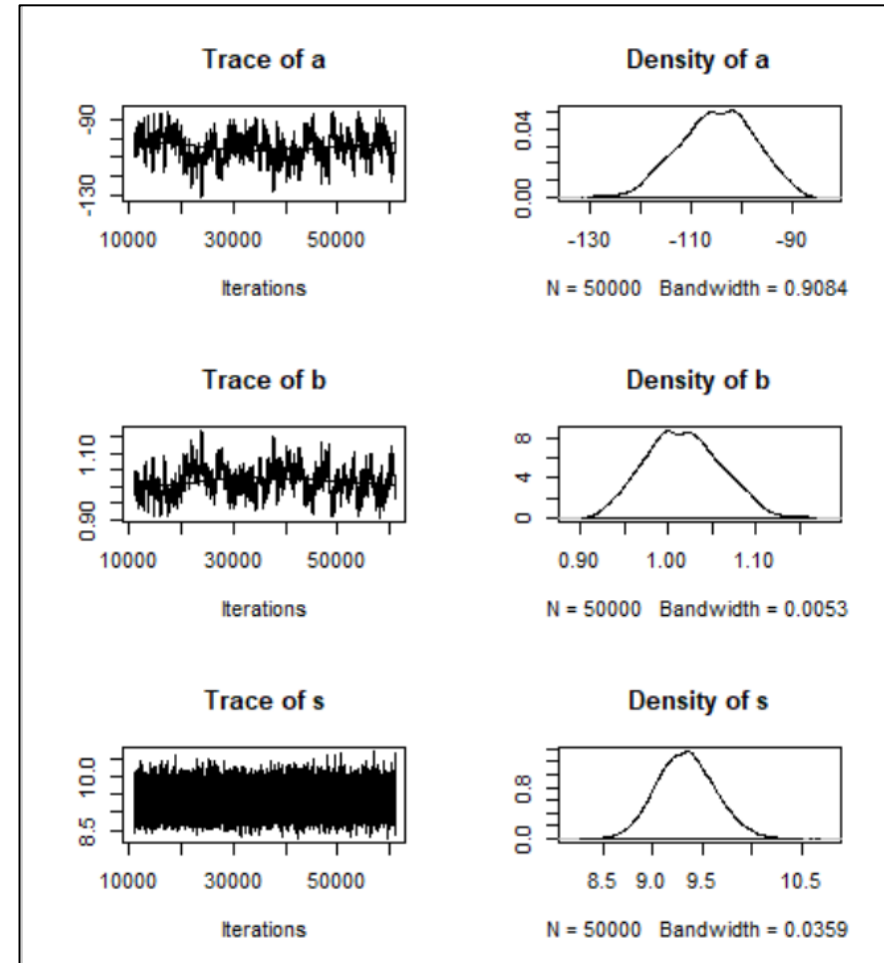 Trace of a
-90
-130
10000 30000 50000
Iterations
Density of a
0.04
0.00
-130 -110 -90
N = 50000 Bandwidth = 0.9084
Trace of b
1.10
0.90
10000 30000 50000
Iterations
Density of b
8
4
0
0.90 1.00 1.10
N = 50000 Bandwidth = 0.0053
Trace of s
10.0
8.5
10000 30000 50000
Iterations
Density of s
0.8
0.0
8.5 9.0 9.5 10.5
N = 50000 Bandwidth = 0.0359